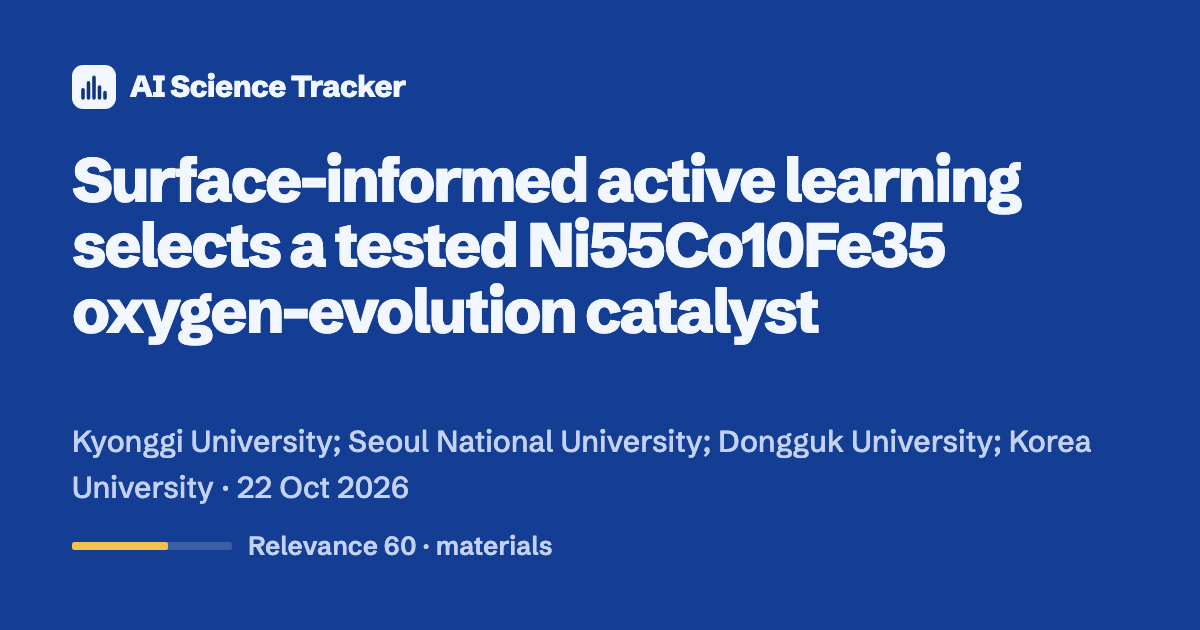 AI Science Tracker
Surface-informed active learning
selects a tested Ni55Co10Fe35
oxygen-evolution catalyst
Kyonggi University; Seoul National University; Dongguk University; Korea
University · 22 Oct 2026
Relevance 60 · materials